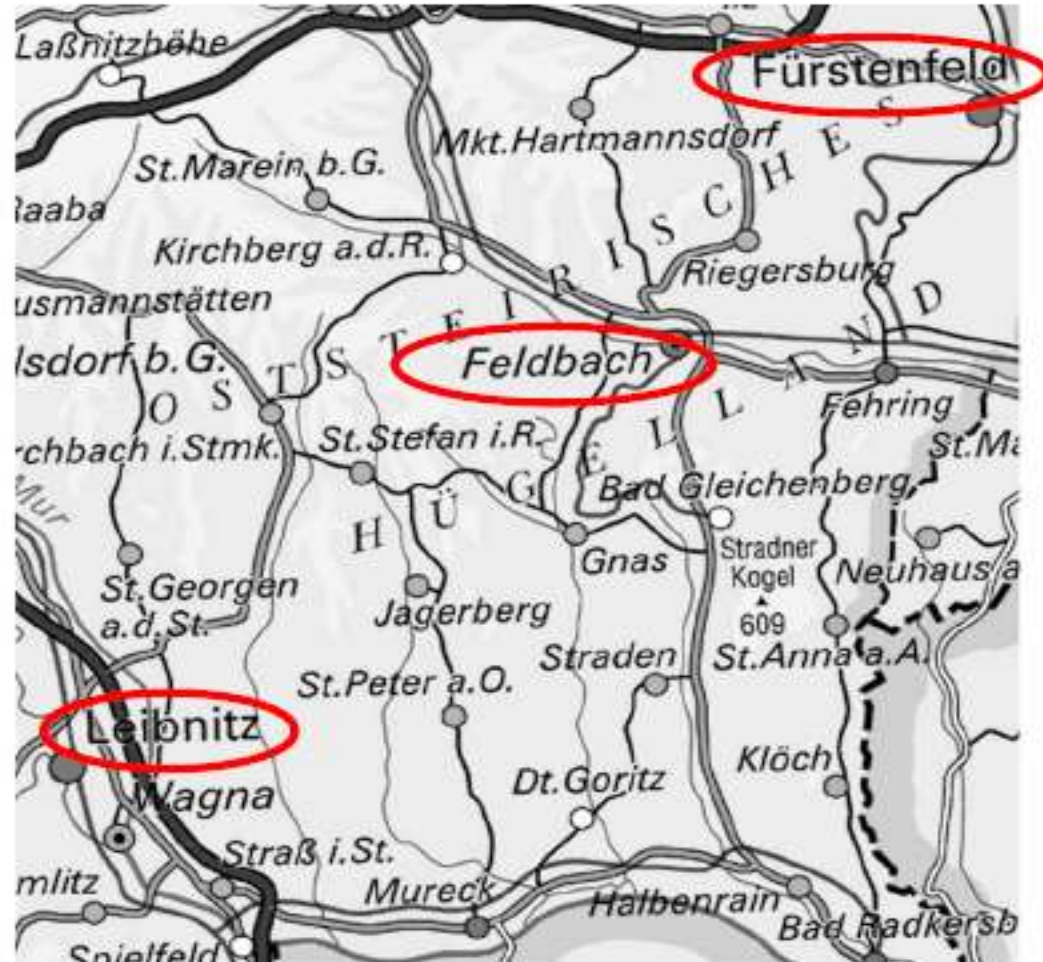 Laßnitzhöhe
Fürstenfeld
Mkt.Hartmannsdorf
St.Marein b.G.
Raaba
Kirchberg a.d.R.
Riegersburg
usmannstätten
OSTSTEIRISCHES
Feldbach
lsdorf b.G.
Fehring
rchbach i.Stmk.
St.Stefan i.R.
St.Ma
HÜGELLAND
Mur
Bad Gleichenberg
Gnas
Stradner
Kogel
609
Neuhaus a
St.Georgen
a.d.St.
Jagerberg
Straden
St.Anna a.A.
St.Peter a.O.
Leibnitz
Klöch
Dt.Goritz
Wagna
Straß i.St.
mlitz
Mureck
Halbenrain
Bad Radkersb
Spielfeld